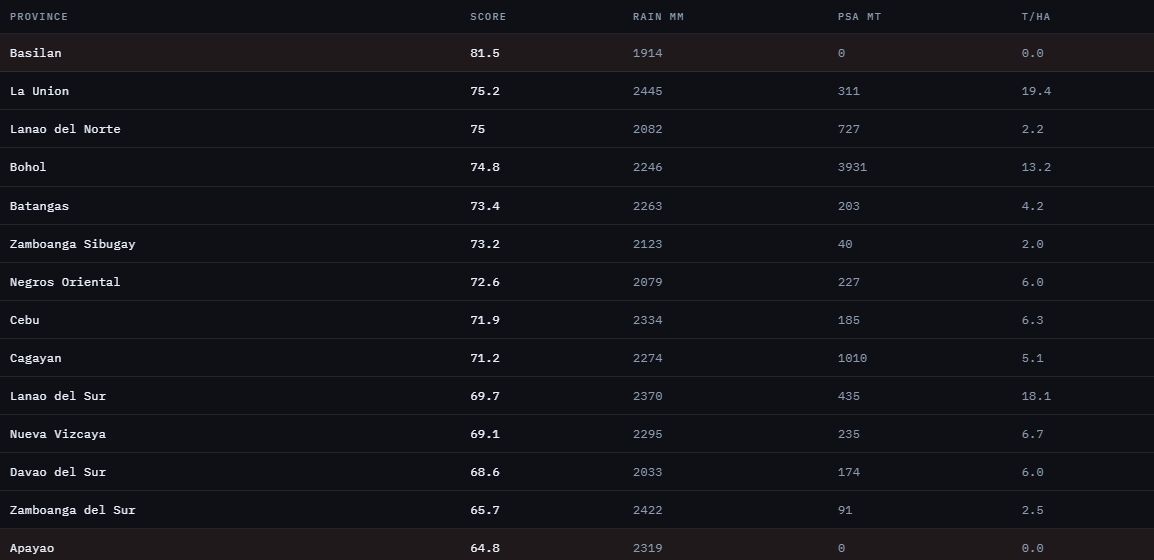 PROVINCE SCORE RAIN MM PSA MT T/HA
Basilan 81.5 1914 0 0.0
La Union 75.2 2445 311 19.4
Lanao del Norte 75 2082 727 2.2
Bohol 74.8 2246 3931 13.2
Batangas 73.4 2263 203 4.2
Zamboanga Sibugay 73.2 2123 40 2.0
Negros Oriental 72.6 2079 227 6.0
Cebu 71.9 2334 185 6.3
Cagayan 71.2 2274 1010 5.1
Lanao del Sur 69.7 2370 435 18.1
Nueva Vizcaya 69.1 2295 235 6.7
Davao del Sur 68.6 2033 174 6.0
Zamboanga del Sur 65.7 2422 91 2.5
Apayao 64.8 2319 0 0.0